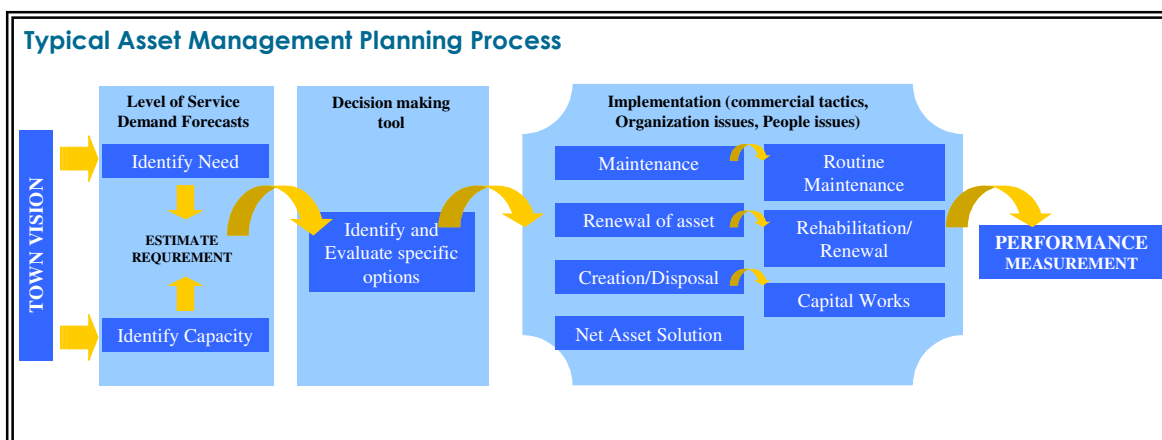 Typical Asset Management Planning Process
TOWN VISION
Level of Service
Demand Forecasts
Identify Need
ESTIMATE
REQUREMENT
Identify Capacity
Decision making
tool
Identify and
Evaluate specific
options
Implementation (commercial tactics,
Organization issues, People issues)
Maintenance
Routine
Maintenance
Renewal of asset
Rehabilitation/
Renewal
Creation/Disposal
Capital Works
Net Asset Solution
PERFORMANCE
MEASUREMENT